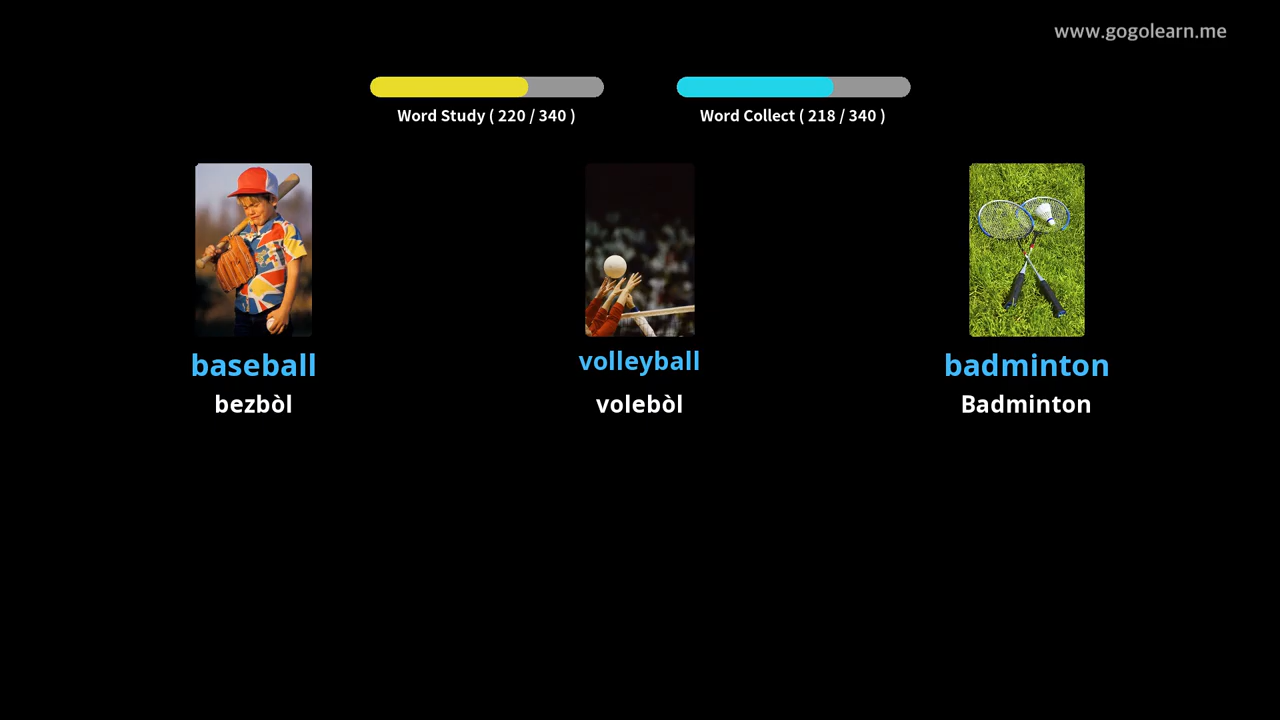 www.gogolearn.me
Word Study ( 220 / 340 )
Word Collect ( 218 / 340 )
baseball
bezbòl
volleyball
volebòl
badminton
Badminton